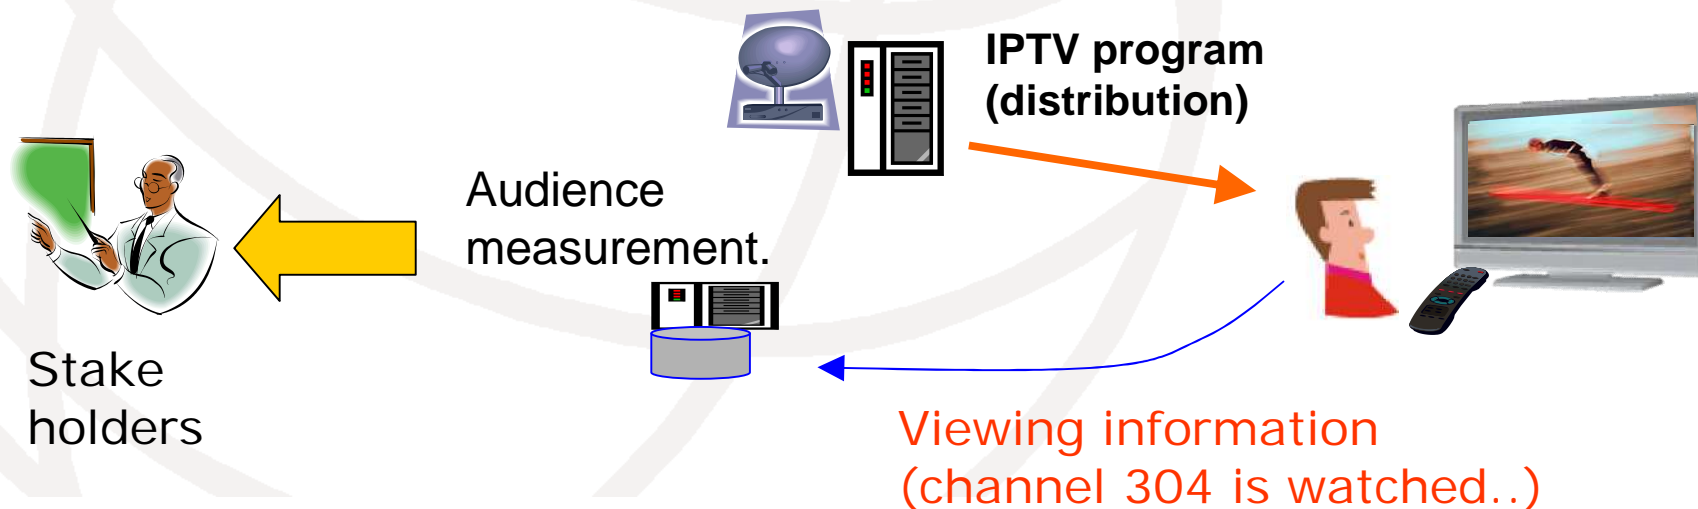 IPTV program
(distribution)
Audience
measurement.
Stake
holders
Viewing information
(channel 304 is watched..)